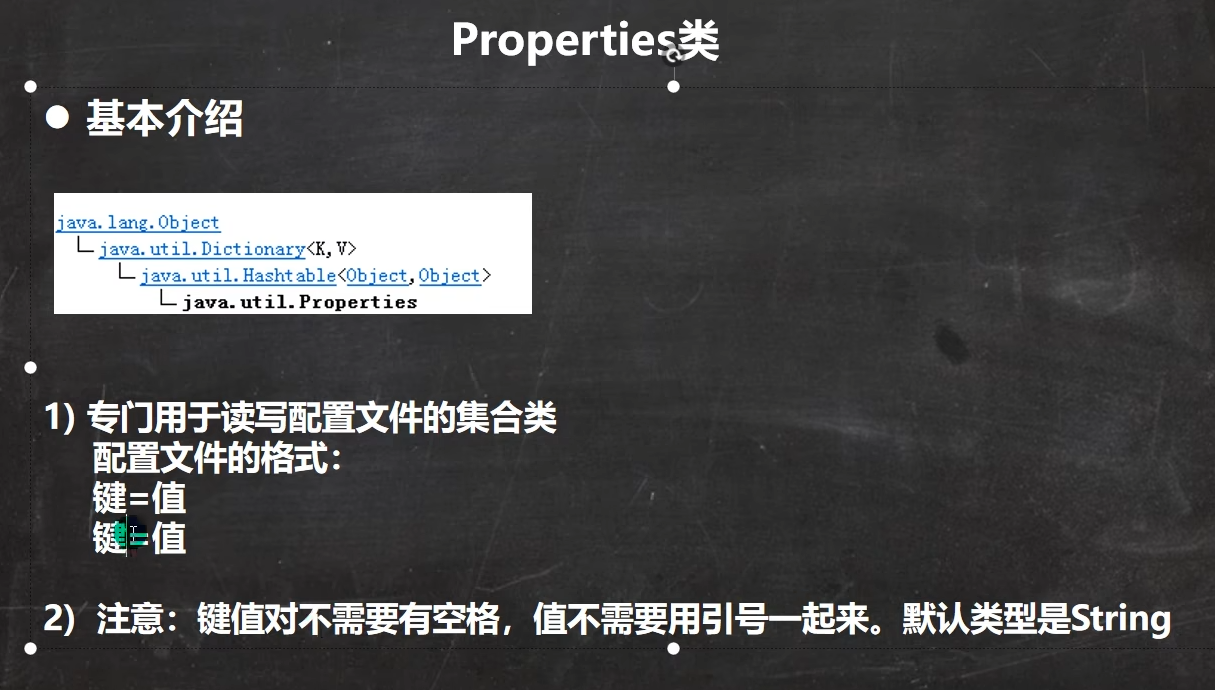 Properties类
● 基本介绍
java.lang.Object
java.util.Dictionary<K,V>
java.util.Hashtable<Object,Object>
java.util.Properties
1) 专门用于读写配置文件的集合类
配置文件的格式：
键=值
键=值
2) 注意：键值对不需要有空格，值不需要用引号一起来。默认类型是String